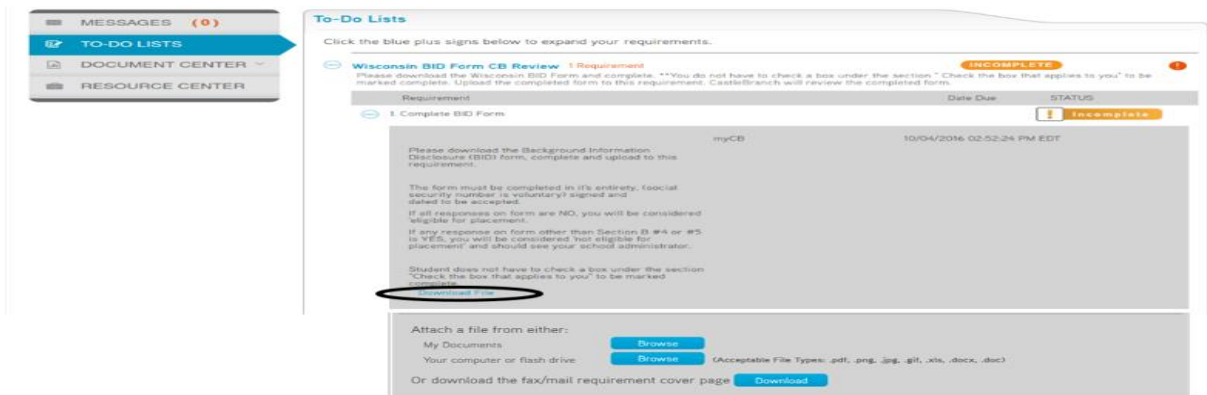 MESSAGES (0)
TO-DO LISTS
DOCUMENT CENTER
RESOURCE CENTER
To-Do Lists
Click the blue plus signs below to expand your requirements.
Wisconsin BID Form CB Review 1 Requirement INCOMPLETE
Please download the Wisconsin BID Form and complete. **You do not have to check a box under the section " Check the box that applies to you" to be
marked complete. Upload the completed form to this requirement. CastleBranch will review the completed form.
Requirement Date Due STATUS
1. Complete BID Form Incomplete
myCB 10/04/2016 02:52:24 PM EDT
Please download the Background Information
Disclosure (BID) form, complete and upload to this
requirement.
The form must be completed in it's entirety, (social
security number is voluntary) signed and
dated to be accepted.
If all responses on form are NO, you will be considered
'eligible for placement.
If any response on form other than Section B #4 or #5
is YES, you will be considered 'not eligible for
placement' and should see your school administrator.
Student does not have to check a box under the section
"Check the box that applies to you" to be marked
complete.
Download File
Attach a file from either:
My Documents Browse
Your computer or flash drive Browse (Acceptable File Types: .pdf, .png, .jpg, .gif, .xls, .docx, .doc)
Or download the fax/mail requirement cover page Download